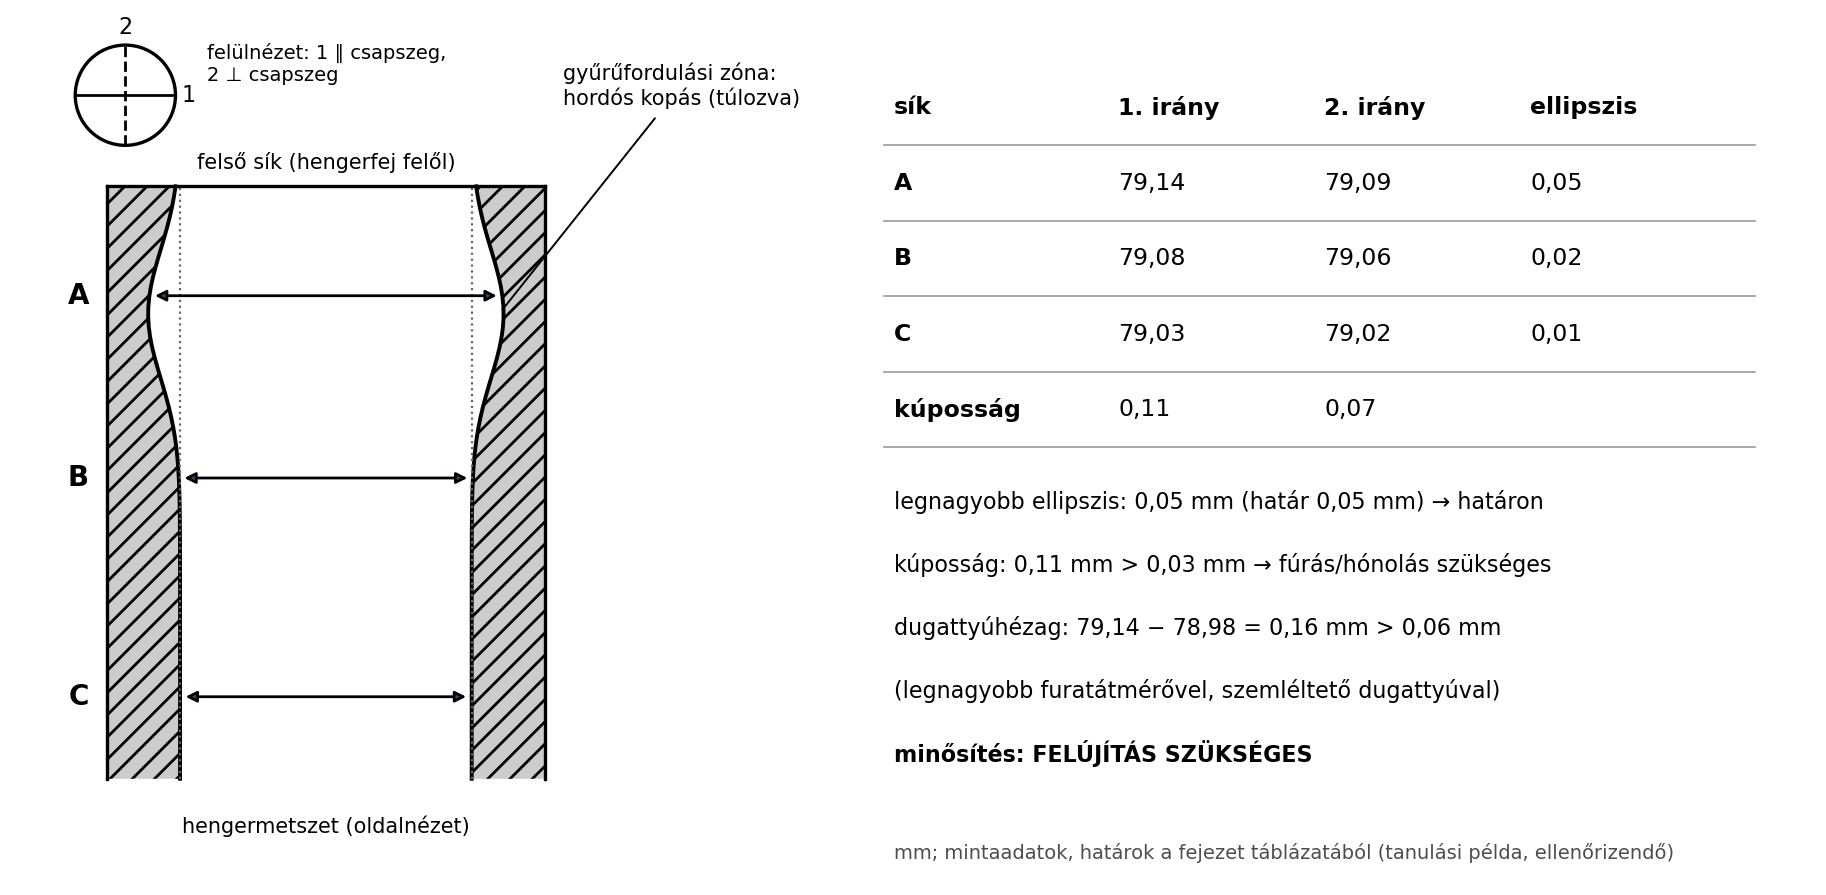 2
1
felülnézet: 1 ∥ csapszeg,
2 ⊥ csapszeg
gyűrűfordulási zóna:
hordós kopás (túlozva)
felső sík (hengerfej felől)
A
B
C
hengermetszet (oldalnézet)
sík 1. irány 2. irány ellipszis
A 79,14 79,09 0,05
B 79,08 79,06 0,02
C 79,03 79,02 0,01
kúposság 0,11 0,07
legnagyobb ellipszis: 0,05 mm (határ 0,05 mm) → határon
kúposság: 0,11 mm > 0,03 mm → fúrás/hónolás szükséges
dugattyúhézag: 79,14 − 78,98 = 0,16 mm > 0,06 mm
(legnagyobb furatátmérővel, szemléltető dugattyúval)
minősítés: FELÚJÍTÁS SZÜKSÉGES
mm; mintaadatok, határok a fejezet táblázatából (tanulási példa, ellenőrizendő)